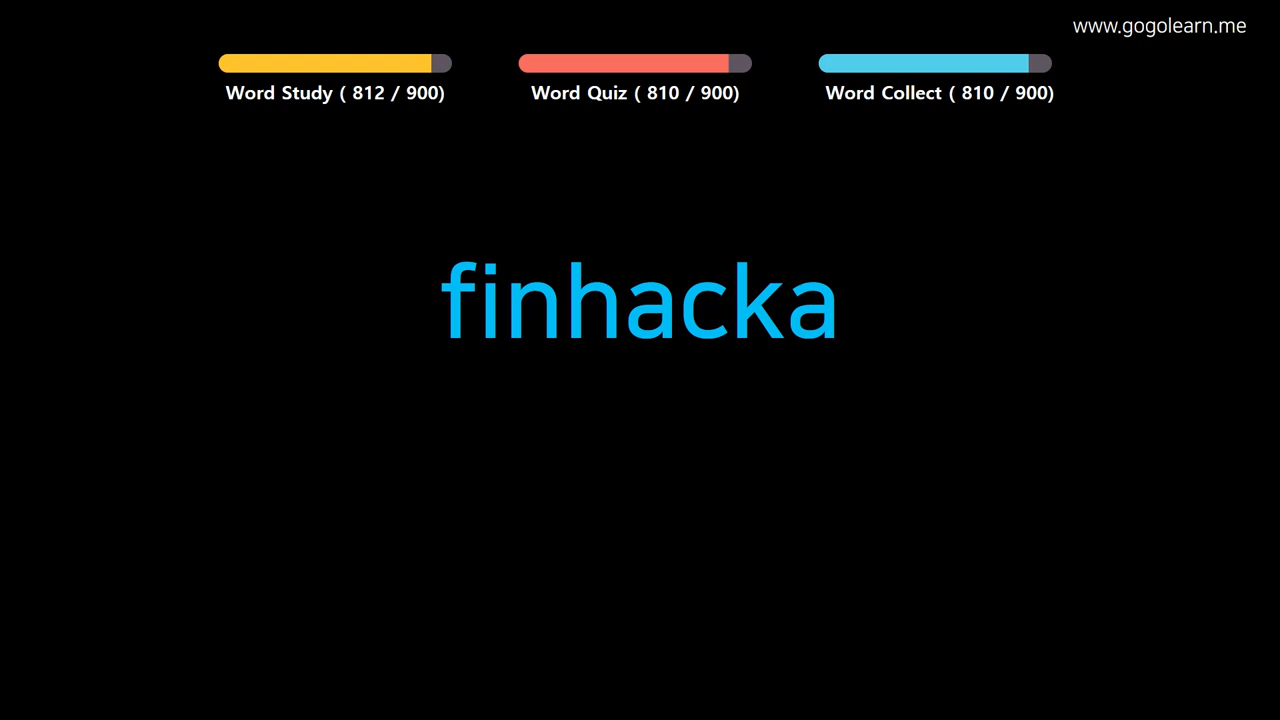 www.gogolearn.me
Word Study ( 812 / 900)
Word Quiz ( 810 / 900)
Word Collect ( 810 / 900)
finhacka